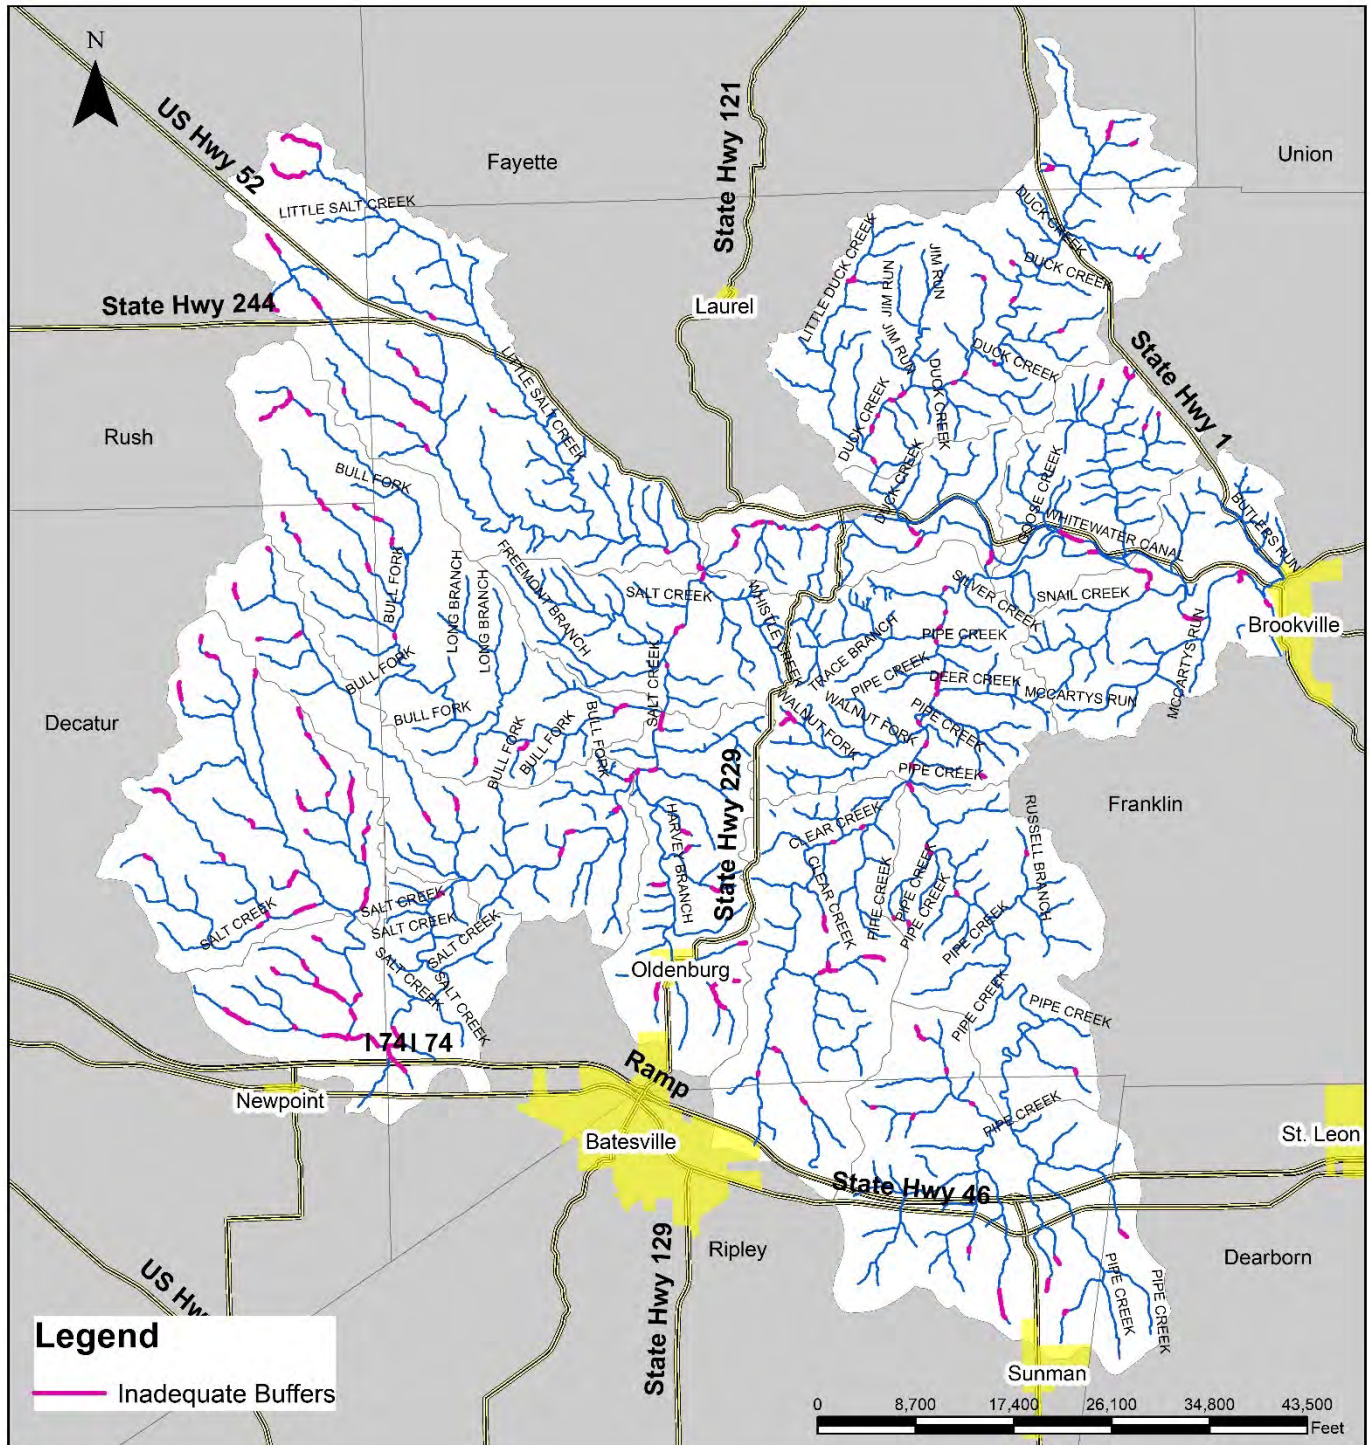 N
US Hwy 52
Fayette
State Hwy 121
Union
LITTLE SALT CREEK
DUCK CREEK
DUCK CREEK
LITTLE DUCK CREEK
JIM RUN
JIM RUN
State Hwy 244
Laurel
JIM RUN
LITTLE SALT CREEK
DUCK CREEK
State Hwy 1
DUCK CREEK
DUCK CREEK
Rush
BULL FORK
DUCK CREEK
GOOSE CREEK
WHITEWATER CANAL
BUTLERS RUN
BULL FORK
LONG BRANCH
LONG BRANCH
FREEMONT BRANCH
SALT CREEK
WHISTLE CREEK
SILVER CREEK
SNAIL CREEK
Brookville
TRACE BRANCH
PIPE CREEK
BULL FORK
SALT CREEK
PIPE CREEK
DEER CREEK
MCCARTYS RUN
MCCARTYS RUN
Decatur
BULL FORK
BULL FORK
BULL FORK
BULL FORK
WALNUT FORK
WALNUT FORK
PIPE CREEK
PIPE CREEK
State Hwy 229
Franklin
HARVEY BRANCH
CLEAR CREEK
CLEAR CREEK
PIPE CREEK
PIPE CREEK
PIPE CREEK
RUSSELL BRANCH
SALT CREEK
SALT CREEK
SALT CREEK
SALT CREEK
PIPE CREEK
SALT CREEK
SALT CREEK
Oldenburg
PIPE CREEK
PIPE CREEK
I 74
I 74
Ramp
Newpoint
PIPE CREEK
Batesville
St. Leon
State Hwy 46
Ripley
Dearborn
State Hwy 129
PIPE CREEK
PIPE CREEK
US Hw
Legend
Inadequate Buffers
Sunman
0 8,700 17,400 26,100 34,800 43,500
Feet